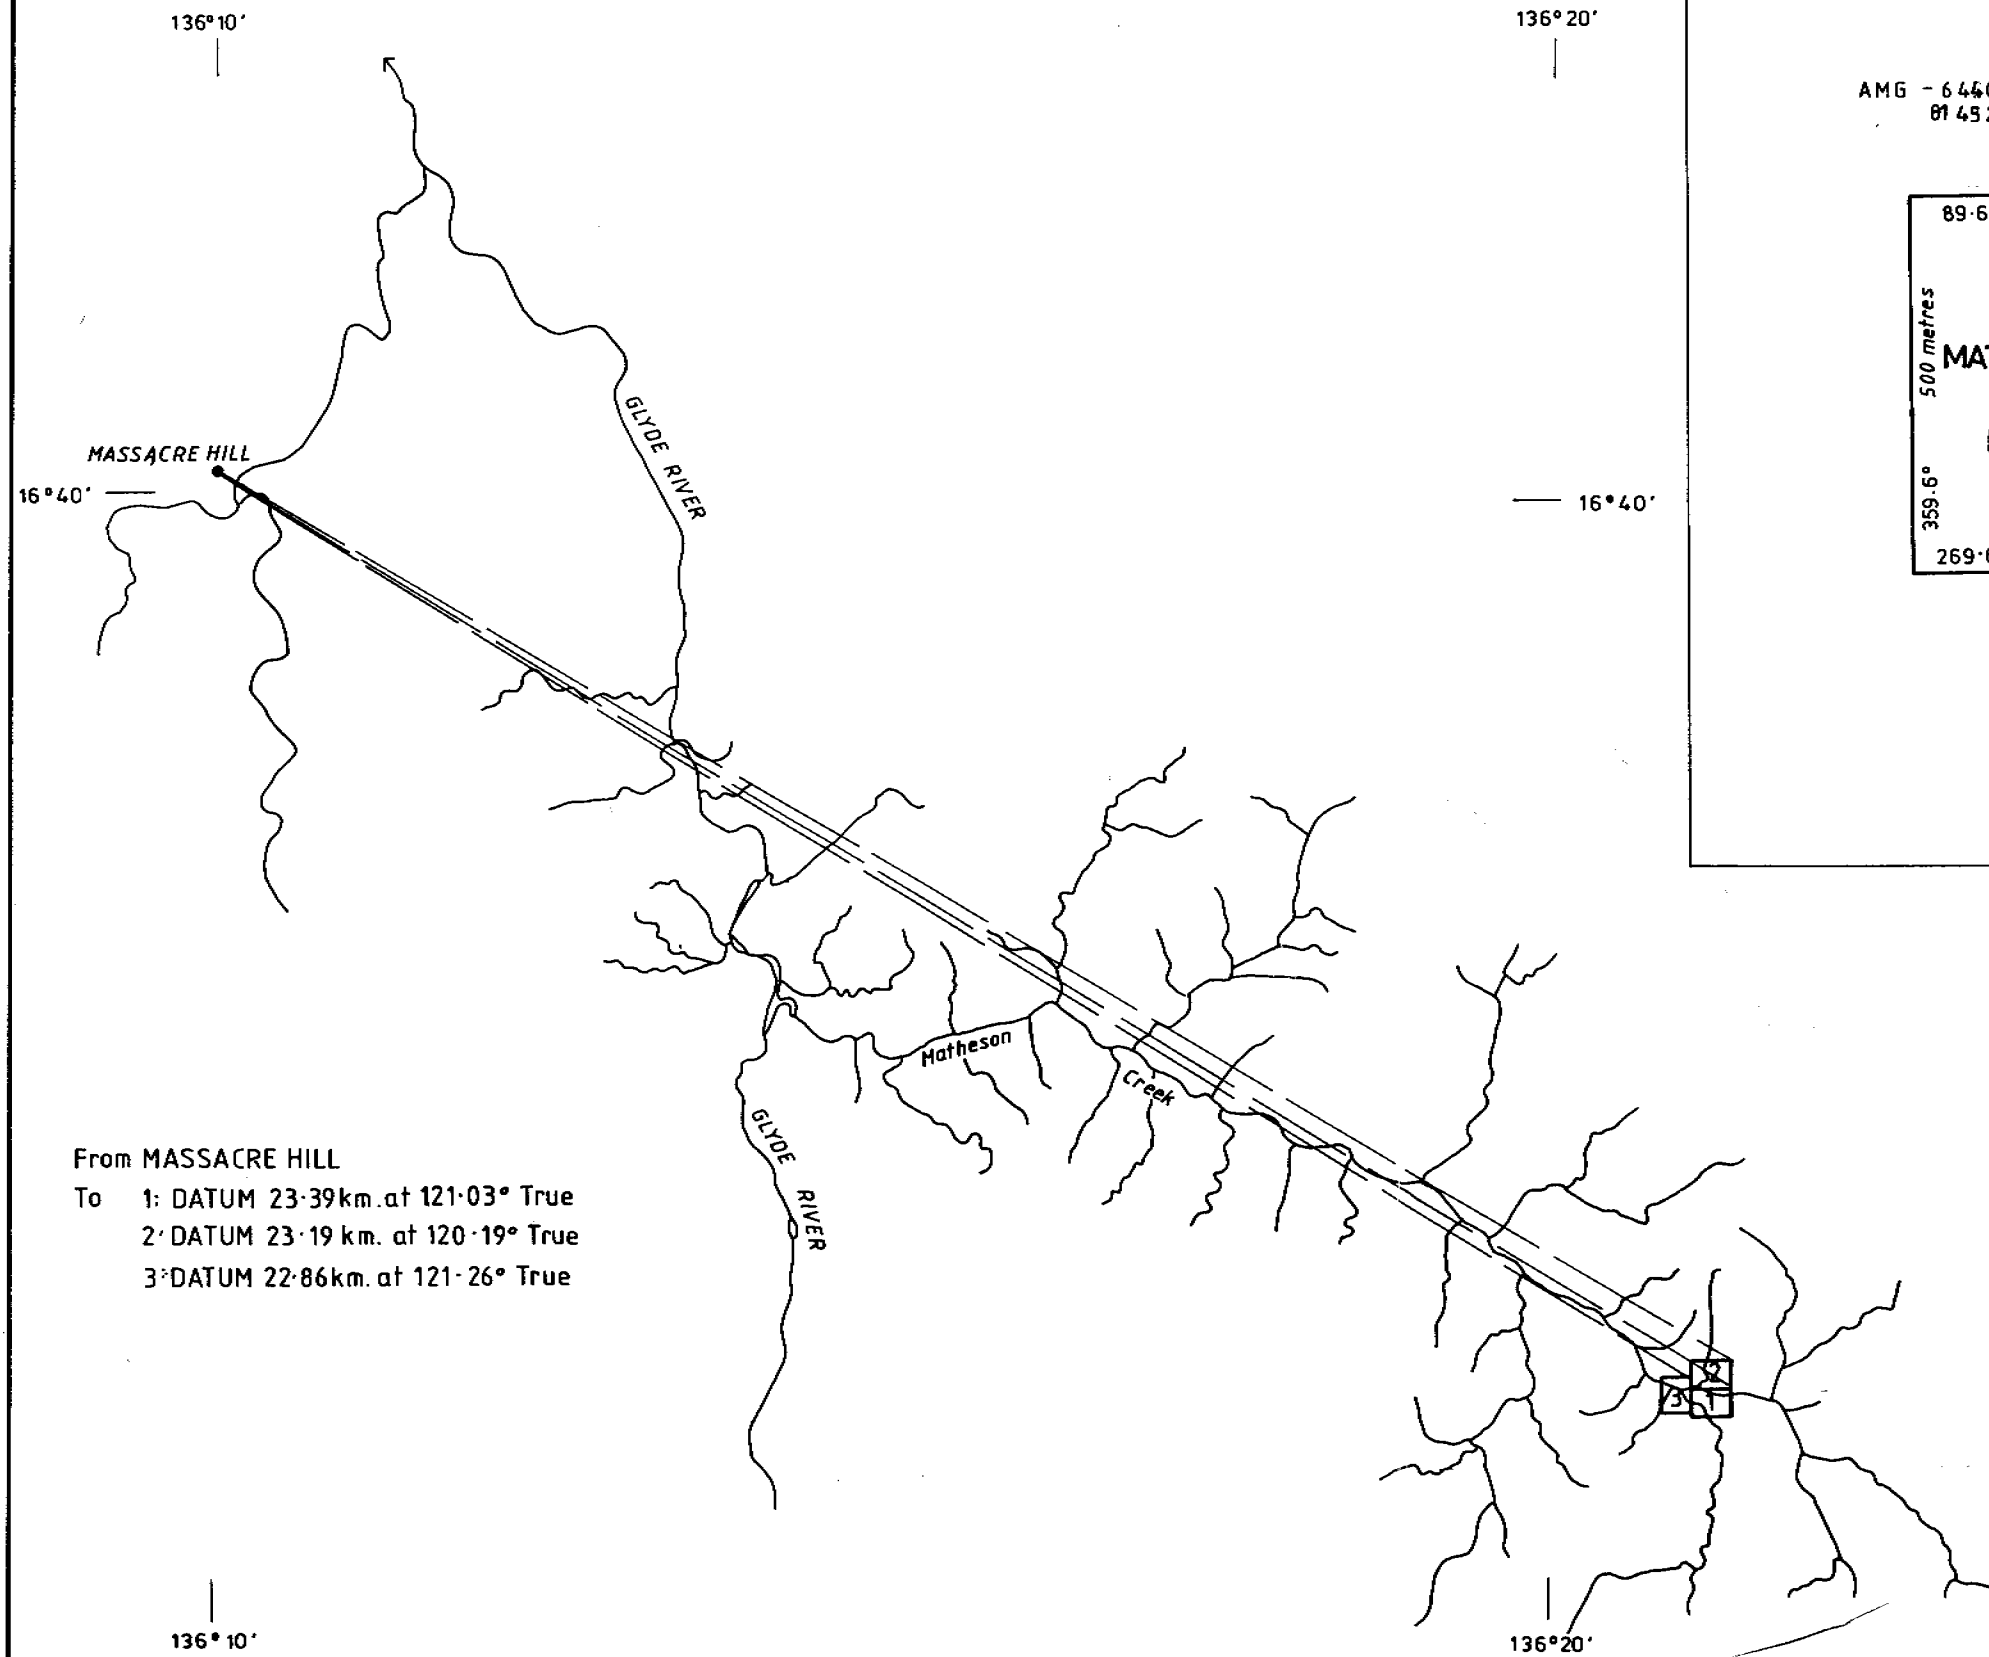 136°10'
136°20'
AMG - 6440
89.6
500 metres
MA
359.6°
269.6
MASSACRE HILL
16°40'
16°40'
GLYDE RIVER
Matheson
Creek
GLYDE RIVER
From MASSACRE HILL
To 1: DATUM 23.39km. at 121.03° True
2: DATUM 23.19 km. at 120.19° True
3: DATUM 22.86km. at 121.26° True
2
3 1
136°10'
136°20'